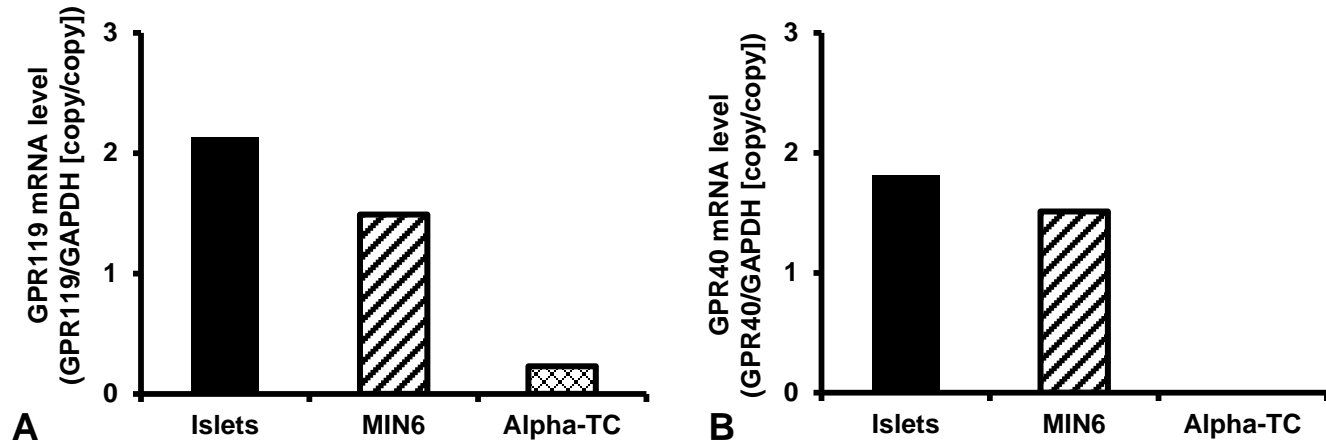 GPR119 mRNA level
(GPR119/GAPDH [copy/copy])
3
2
1
0
Islets MIN6 Alpha-TC
A
GPR40 mRNA level
(GPR40/GAPDH [copy/copy])
3
2
1
0
Islets MIN6 Alpha-TC
B